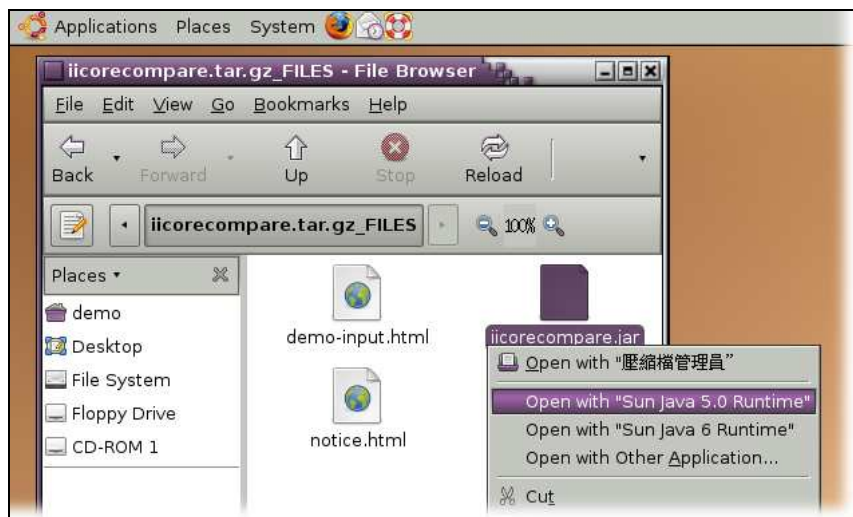 Applications Places System
iicorecompare.tar.gz_FILES - File Browser
File Edit View Go Bookmarks Help
Back Forward Up Stop Reload
iicorecompare.tar.gz_FILES 100%
Places
demo
Desktop
File System
Floppy Drive
CD-ROM 1
demo-input.html
iicorecompare.jar
notice.html
Open with "壓縮檔管理員"
Open with "Sun Java 5.0 Runtime"
Open with "Sun Java 6 Runtime"
Open with Other Application...
Cut